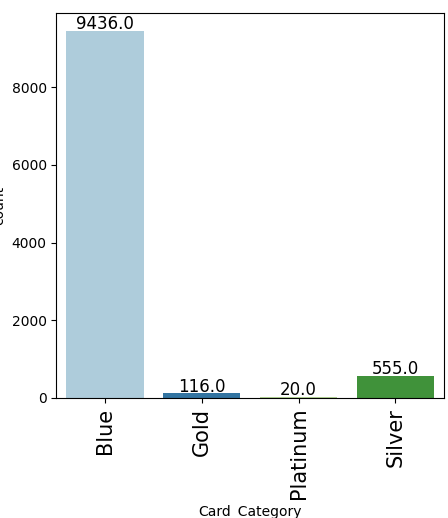 9436.0
8000
6000
4000
2000
0
count
116.0
20.0
555.0
Blue
Gold
Platinum
Silver
Card_Category